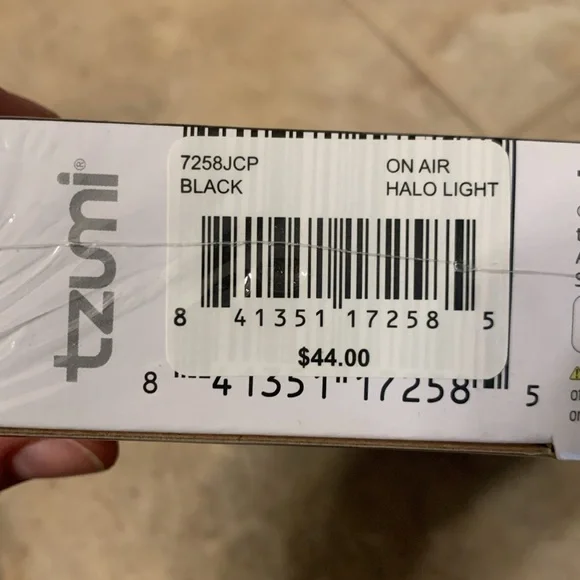 tzumi®
7258JCP
BLACK
ON AIR
HALO LIGHT
8 41351 17258 5
$44.00
8 41351 17258 5